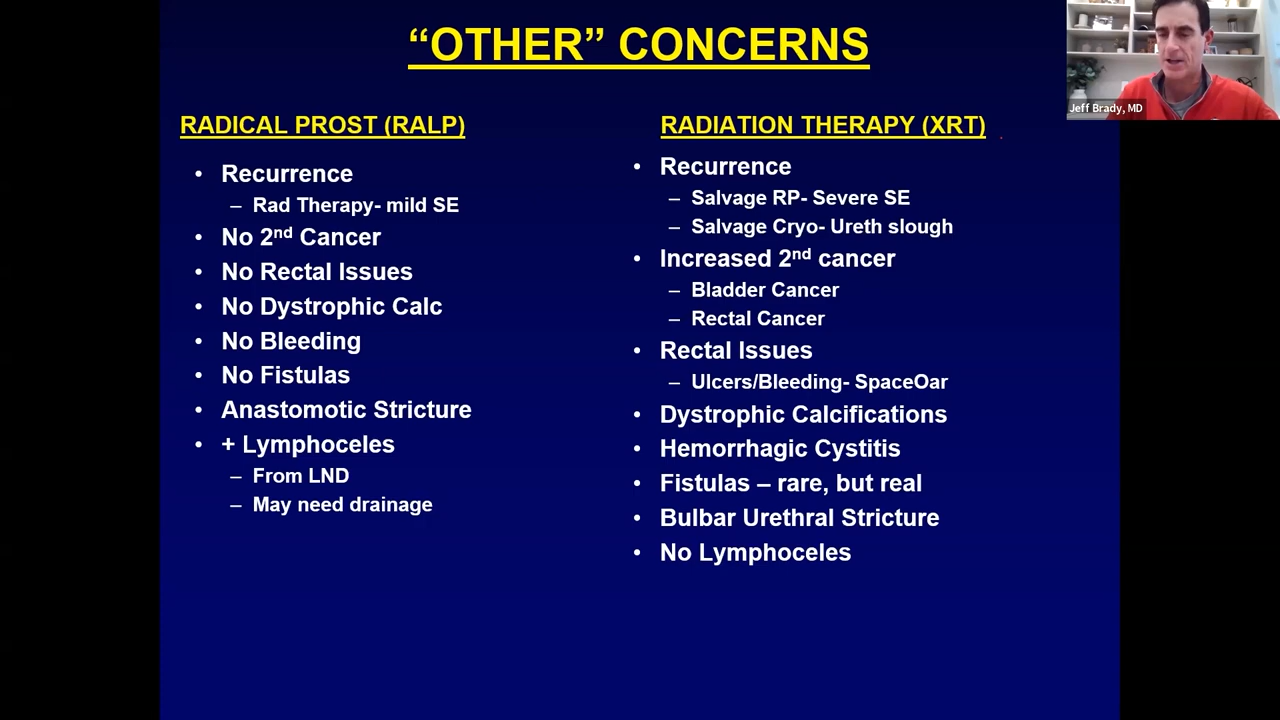 “OTHER” CONCERNS
RADICAL PROST (RALP)
• Recurrence
– Rad Therapy- mild SE
• No 2nd Cancer
• No Rectal Issues
• No Dystrophic Calc
• No Bleeding
• No Fistulas
• Anastomotic Stricture
• + Lymphoceles
– From LND
– May need drainage
RADIATION THERAPY (XRT)
• Recurrence
– Salvage RP- Severe SE
– Salvage Cryo- Ureth slough
• Increased 2nd cancer
– Bladder Cancer
– Rectal Cancer
• Rectal Issues
– Ulcers/Bleeding- SpaceOar
• Dystrophic Calcifications
• Hemorrhagic Cystitis
• Fistulas – rare, but real
• Bulbar Urethral Stricture
• No Lymphoceles
Jeff Brady, MD